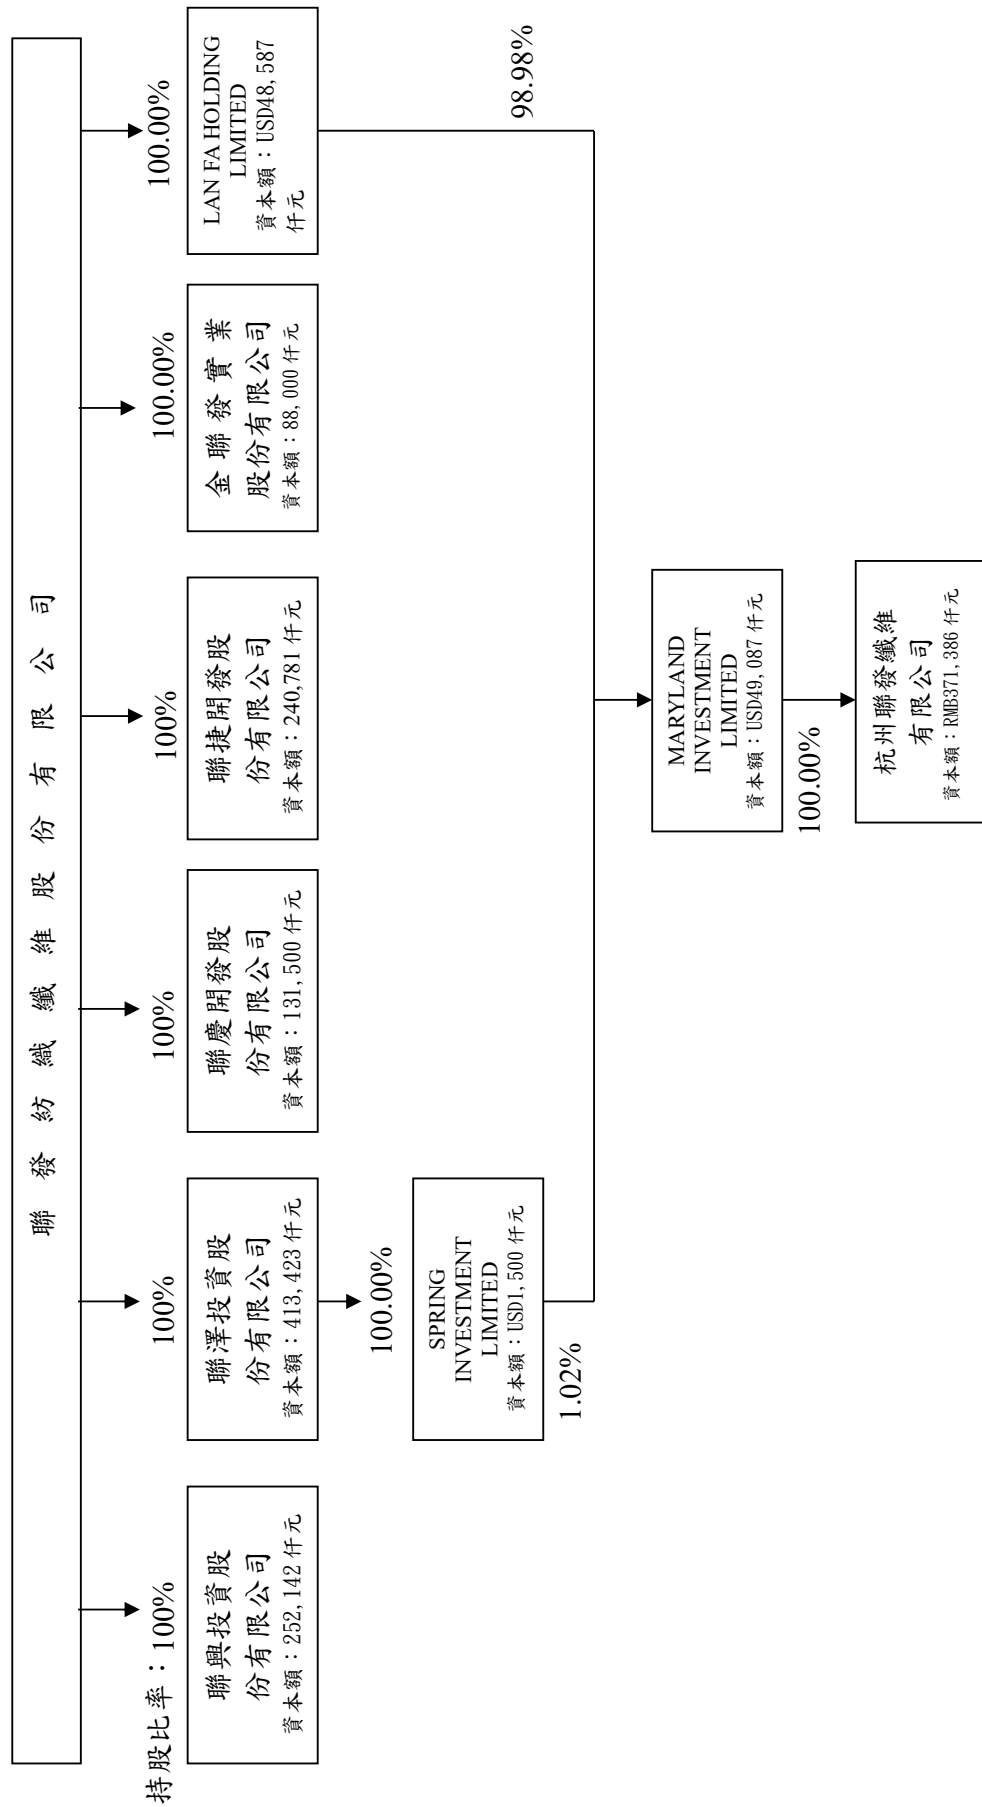 聯發紡織纖維股份有限公司
持股比率：100%
100%
100%
100%
100.00%
100.00%
聯興投資股
份有限公司
資本額：252,142仟元
聯澤投資股
份有限公司
資本額：413,423仟元
聯慶開發股
份有限公司
資本額：131,500仟元
聯捷開發股
份有限公司
資本額：240,781仟元
金聯發實業
股份有限公司
資本額：88,000仟元
LAN FA HOLDING
LIMITED
資本額：USD48,587
仟元
100.00%
SPRING
INVESTMENT
LIMITED
資本額：USD1,500仟元
1.02%
98.98%
MARYLAND
INVESTMENT
LIMITED
資本額：USD49,087仟元
100.00%
杭州聯發纖維
有限公司
資本額：RMB371,386仟元